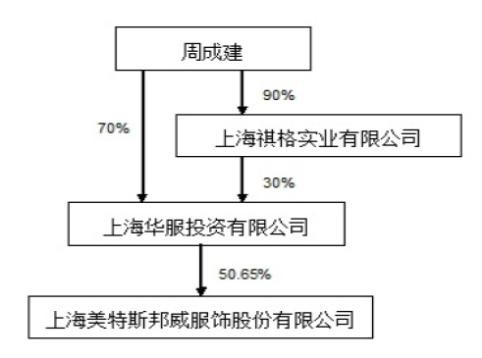 周成建
90%
70%
上海祺格实业有限公司
30%
上海华服投资有限公司
50.65%
上海美特斯邦威服饰股份有限公司